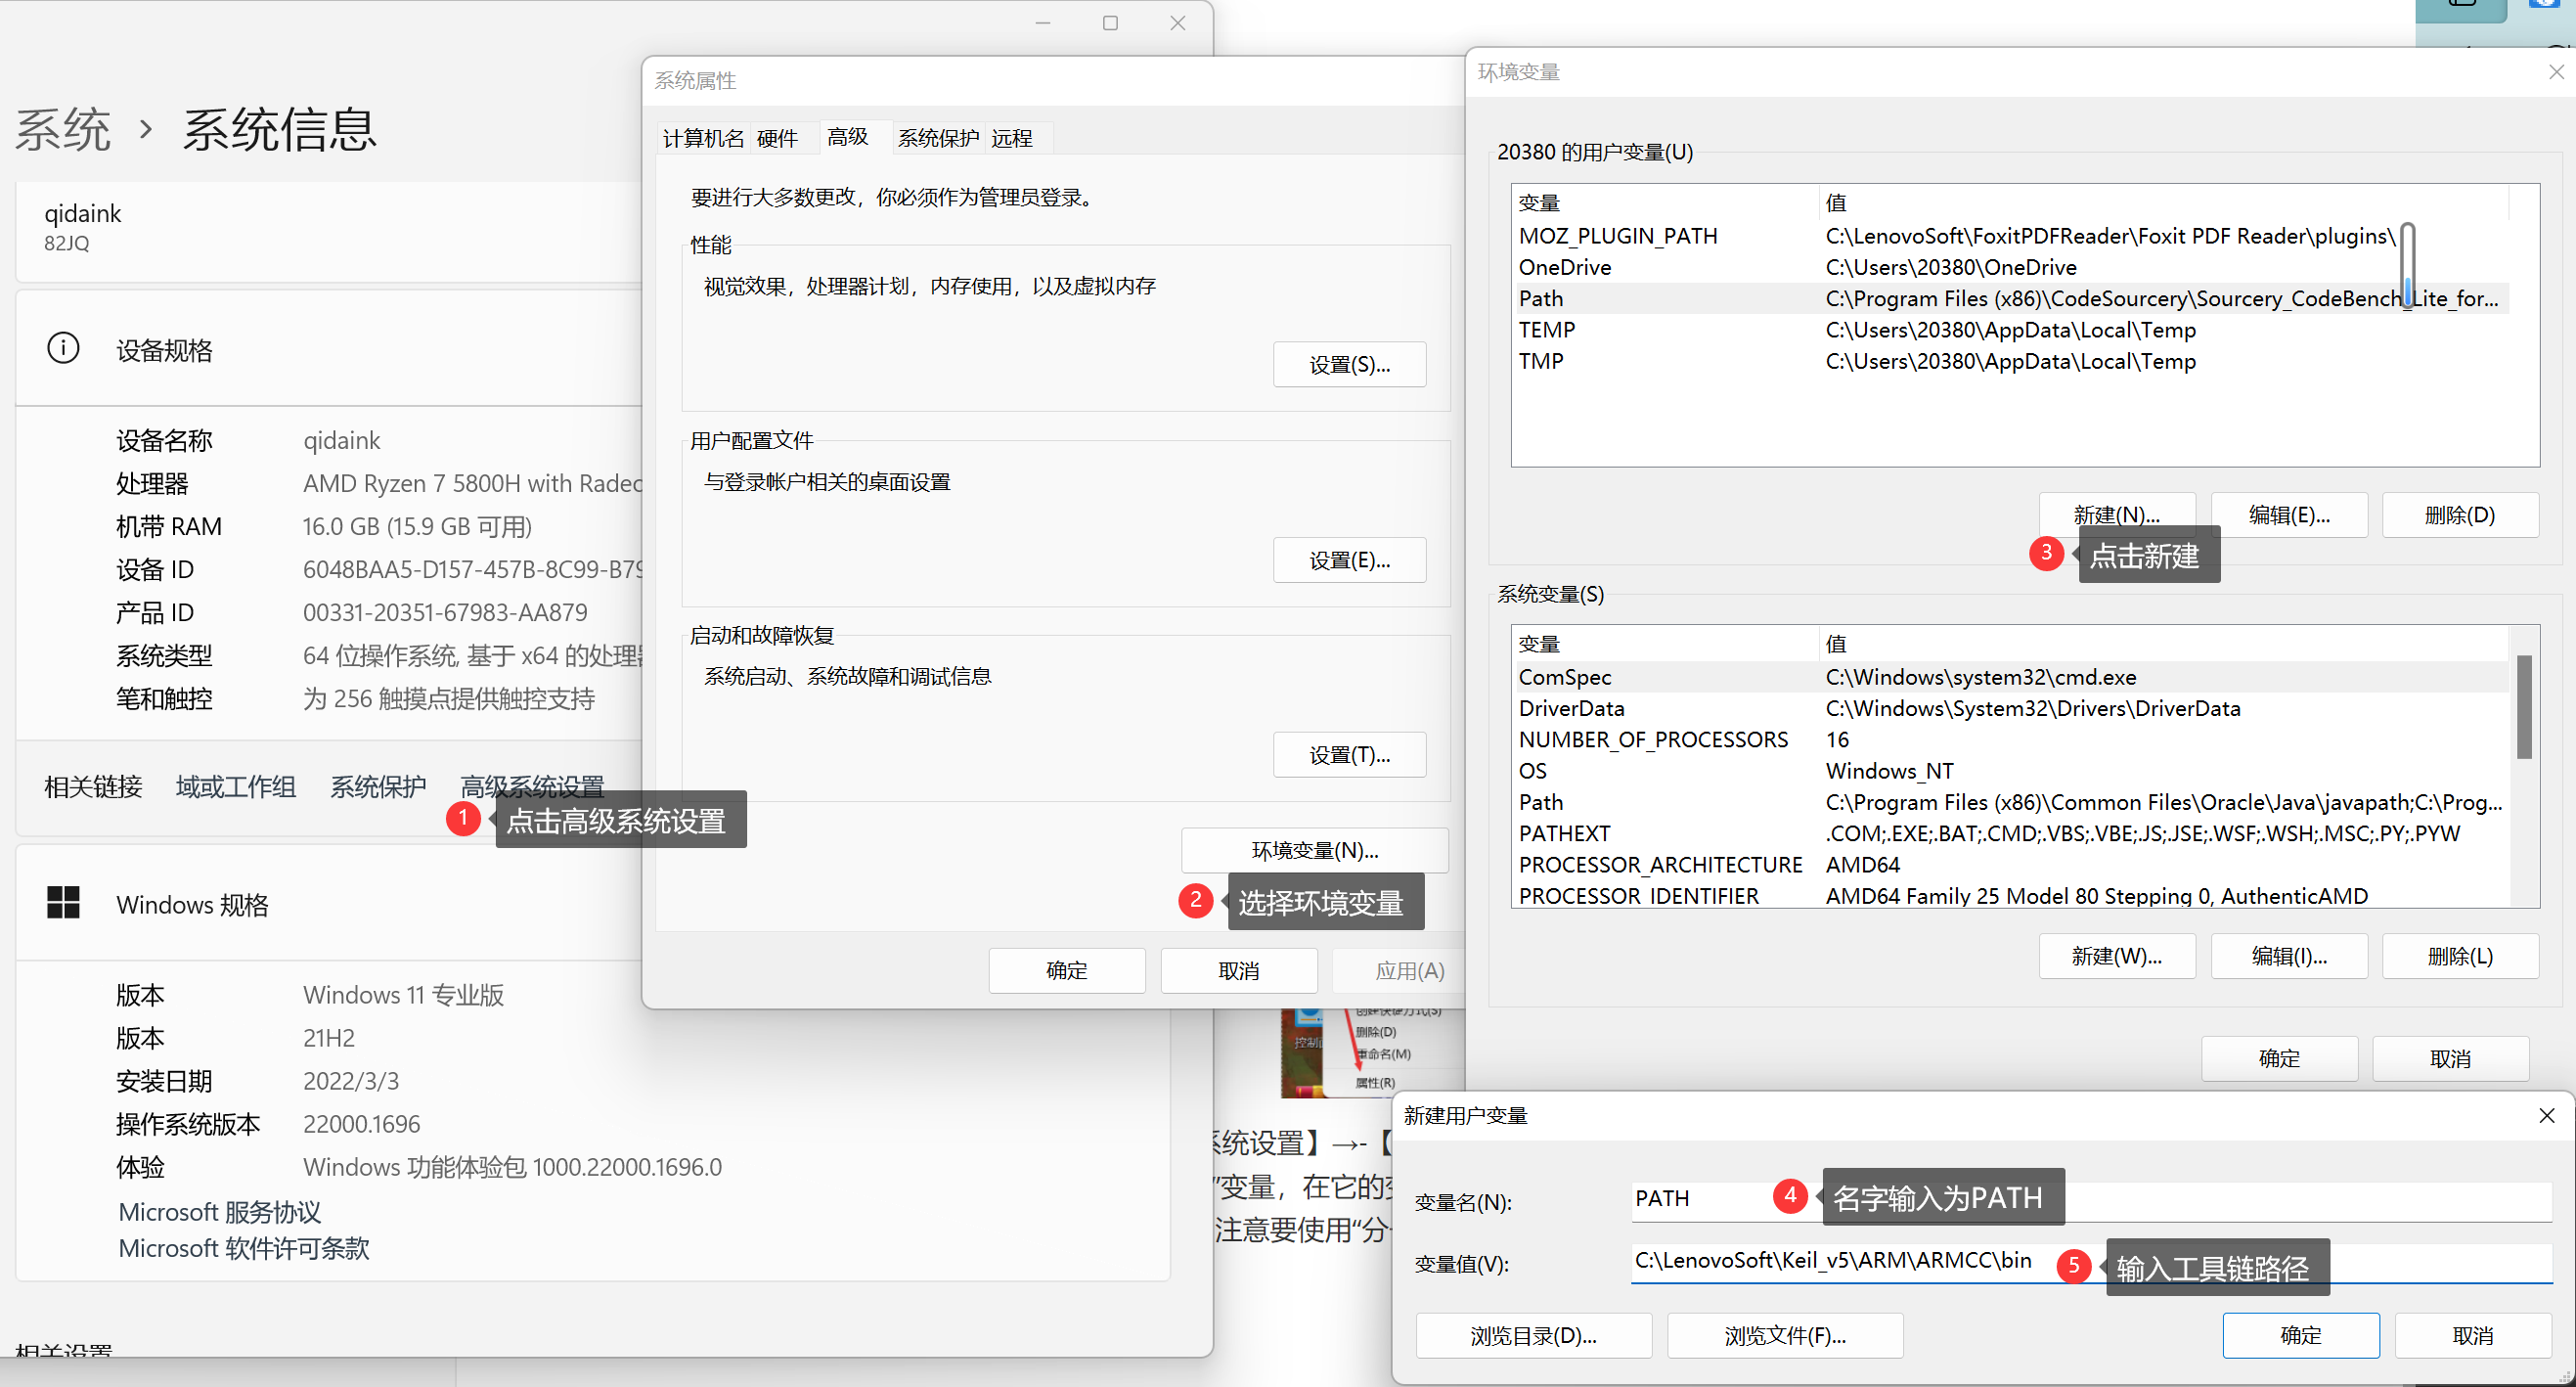 系统 › 系统信息
qidaink
82JQ
设备规格
设备名称 qidaink
处理器 AMD Ryzen 7 5800H with Radeo
机带 RAM 16.0 GB (15.9 GB 可用)
设备 ID 6048BAA5-D157-457B-8C99-B79
产品 ID 00331-20351-67983-AA879
系统类型 64 位操作系统, 基于 x64 的处理器
笔和触控 为 256 触摸点提供触控支持
相关链接 域或工作组 系统保护 高级系统设置
1 点击高级系统设置
Windows 规格
版本 Windows 11 专业版
版本 21H2
安装日期 2022/3/3
操作系统版本 22000.1696
体验 Windows 功能体验包 1000.22000.1696.0
Microsoft 服务协议
Microsoft 软件许可条款
相关设置
系统属性
计算机名 硬件 高级 系统保护 远程
要进行大多数更改，你必须作为管理员登录。
性能
视觉效果，处理器计划，内存使用，以及虚拟内存
设置(S)...
用户配置文件
与登录帐户相关的桌面设置
设置(E)...
启动和故障恢复
系统启动、系统故障和调试信息
设置(T)...
环境变量(N)...
2 选择环境变量
确定 取消 应用(A)
创建快捷方式(S)
删除(D)
控制
重命名(M)
属性(R)
系统设置】→-【
”变量，在它的
注意要使用“分
环境变量
20380 的用户变量(U)
变量 值
MOZ_PLUGIN_PATH C:\LenovoSoft\FoxitPDFReader\Foxit PDF Reader\plugins\
OneDrive C:\Users\20380\OneDrive
Path C:\Program Files (x86)\CodeSourcery\Sourcery_CodeBench_Lite_for...
TEMP C:\Users\20380\AppData\Local\Temp
TMP C:\Users\20380\AppData\Local\Temp
新建(N)... 编辑(E)... 删除(D)
3 点击新建
系统变量(S)
变量 值
ComSpec C:\Windows\system32\cmd.exe
DriverData C:\Windows\System32\Drivers\DriverData
NUMBER_OF_PROCESSORS 16
OS Windows_NT
Path C:\Program Files (x86)\Common Files\Oracle\Java\javapath;C:\Prog...
PATHEXT .COM;.EXE;.BAT;.CMD;.VBS;.VBE;.JS;.JSE;.WSF;.WSH;.MSC;.PY;.PYW
PROCESSOR_ARCHITECTURE AMD64
PROCESSOR_IDENTIFIER AMD64 Family 25 Model 80 Stepping 0, AuthenticAMD
新建(W)... 编辑(I)... 删除(L)
确定 取消
新建用户变量
变量名(N): PATH 4 名字输入为PATH
变量值(V): C:\LenovoSoft\Keil_v5\ARM\ARMCC\bin 5 输入工具链路径
浏览目录(D)... 浏览文件(F)... 确定 取消